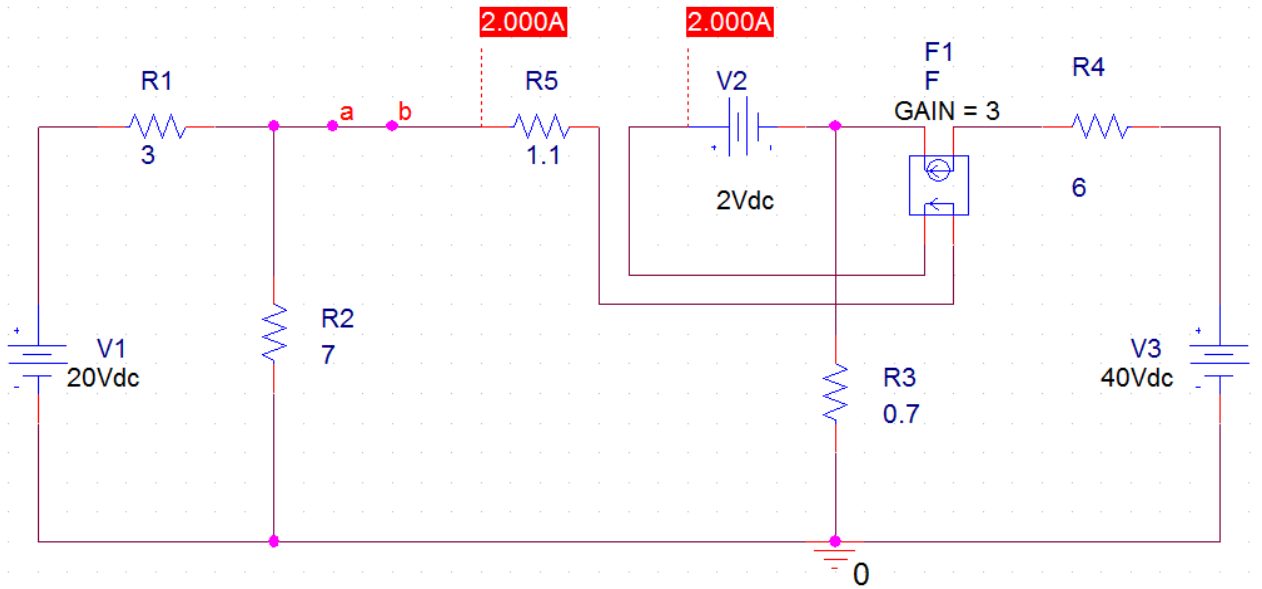 2.000A
2.000A
R1
3
a
b
R5
1.1
V2
+
-
2Vdc
F1
F
GAIN = 3
R4
6
R2
7
+
V1
20Vdc
-
R3
0.7
+
V3
40Vdc
-
0